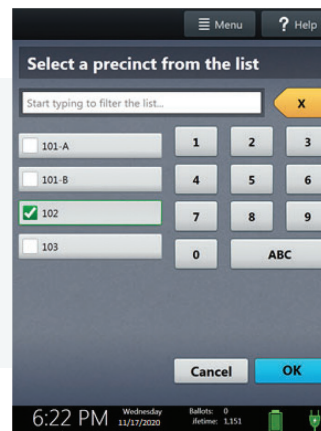 Menu ? Help
Select a precinct from the list
Start typing to filter the list...
X
101-A
101-B
102
103
1 2 3
4 5 6
7 8 9
0 ABC
Cancel OK
6:22 PM Wednesday 11/17/2020 Ballots: 0 ifetime: 1,151